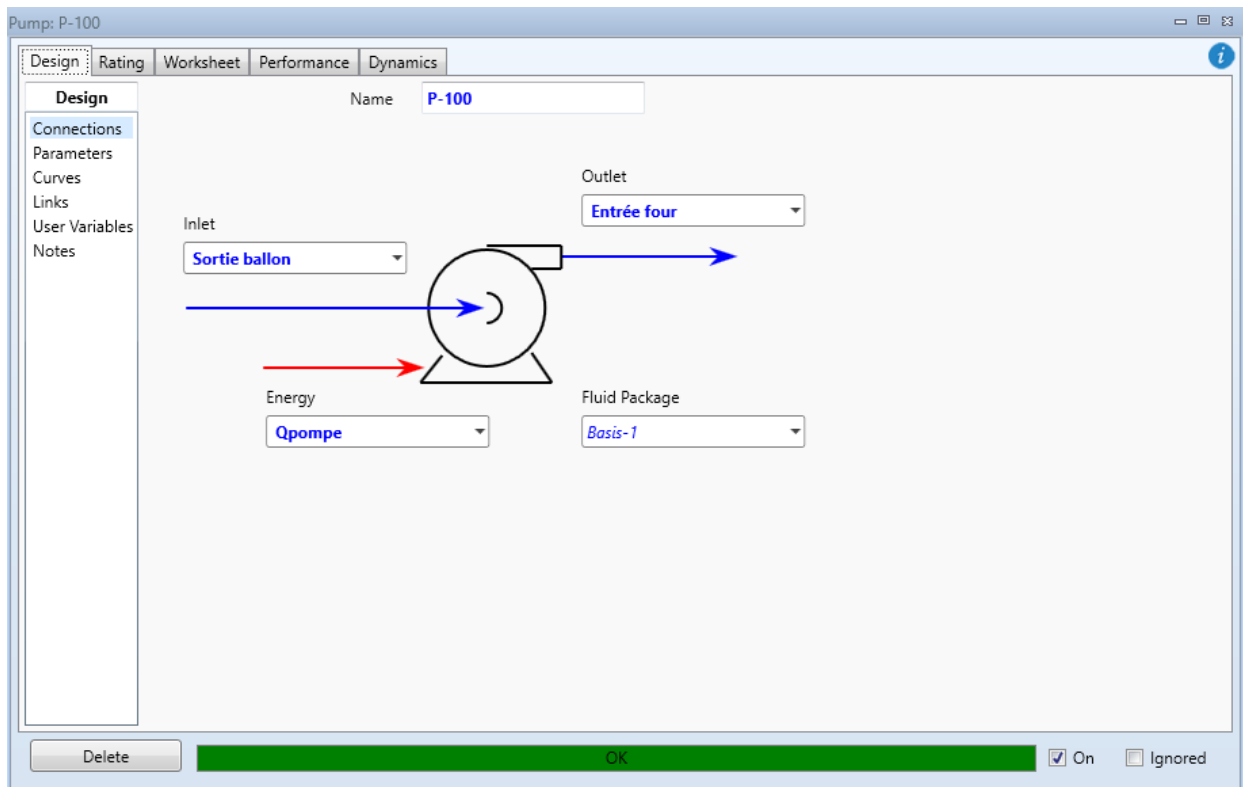 Pump: P-100
Design Rating Worksheet Performance Dynamics
i
Design
Connections
Parameters
Curves
Links
User Variables
Notes
Name P-100
Outlet
Entrée four
Inlet
Sortie ballon
Energy
Qpompe
Fluid Package
Basis-1
Delete OK On Ignored